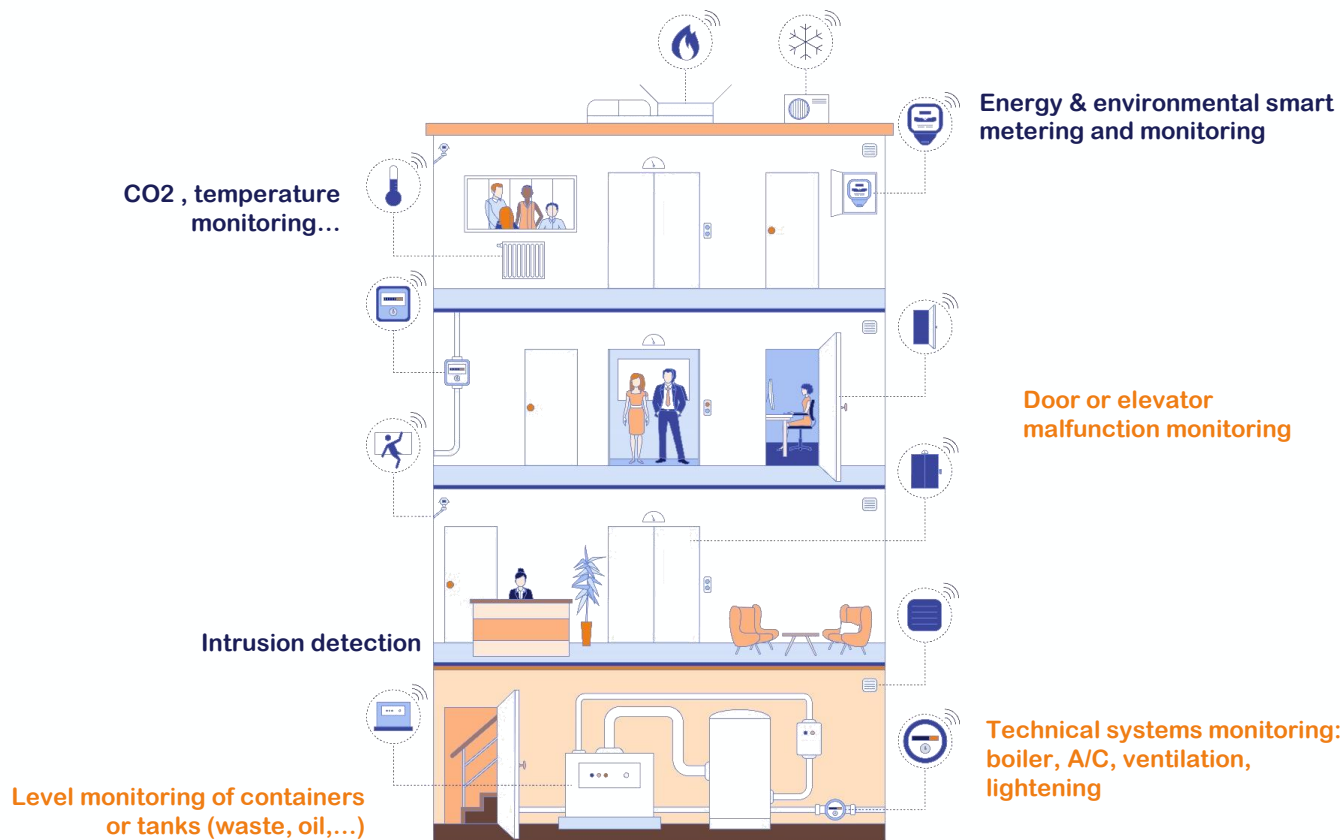 Energy & environmental smart
metering and monitoring
CO2 , temperature
monitoring...
Door or elevator
malfunction monitoring
Intrusion detection
Technical systems monitoring:
boiler, A/C, ventilation,
lightening
Level monitoring of containers
or tanks (waste, oil,...)